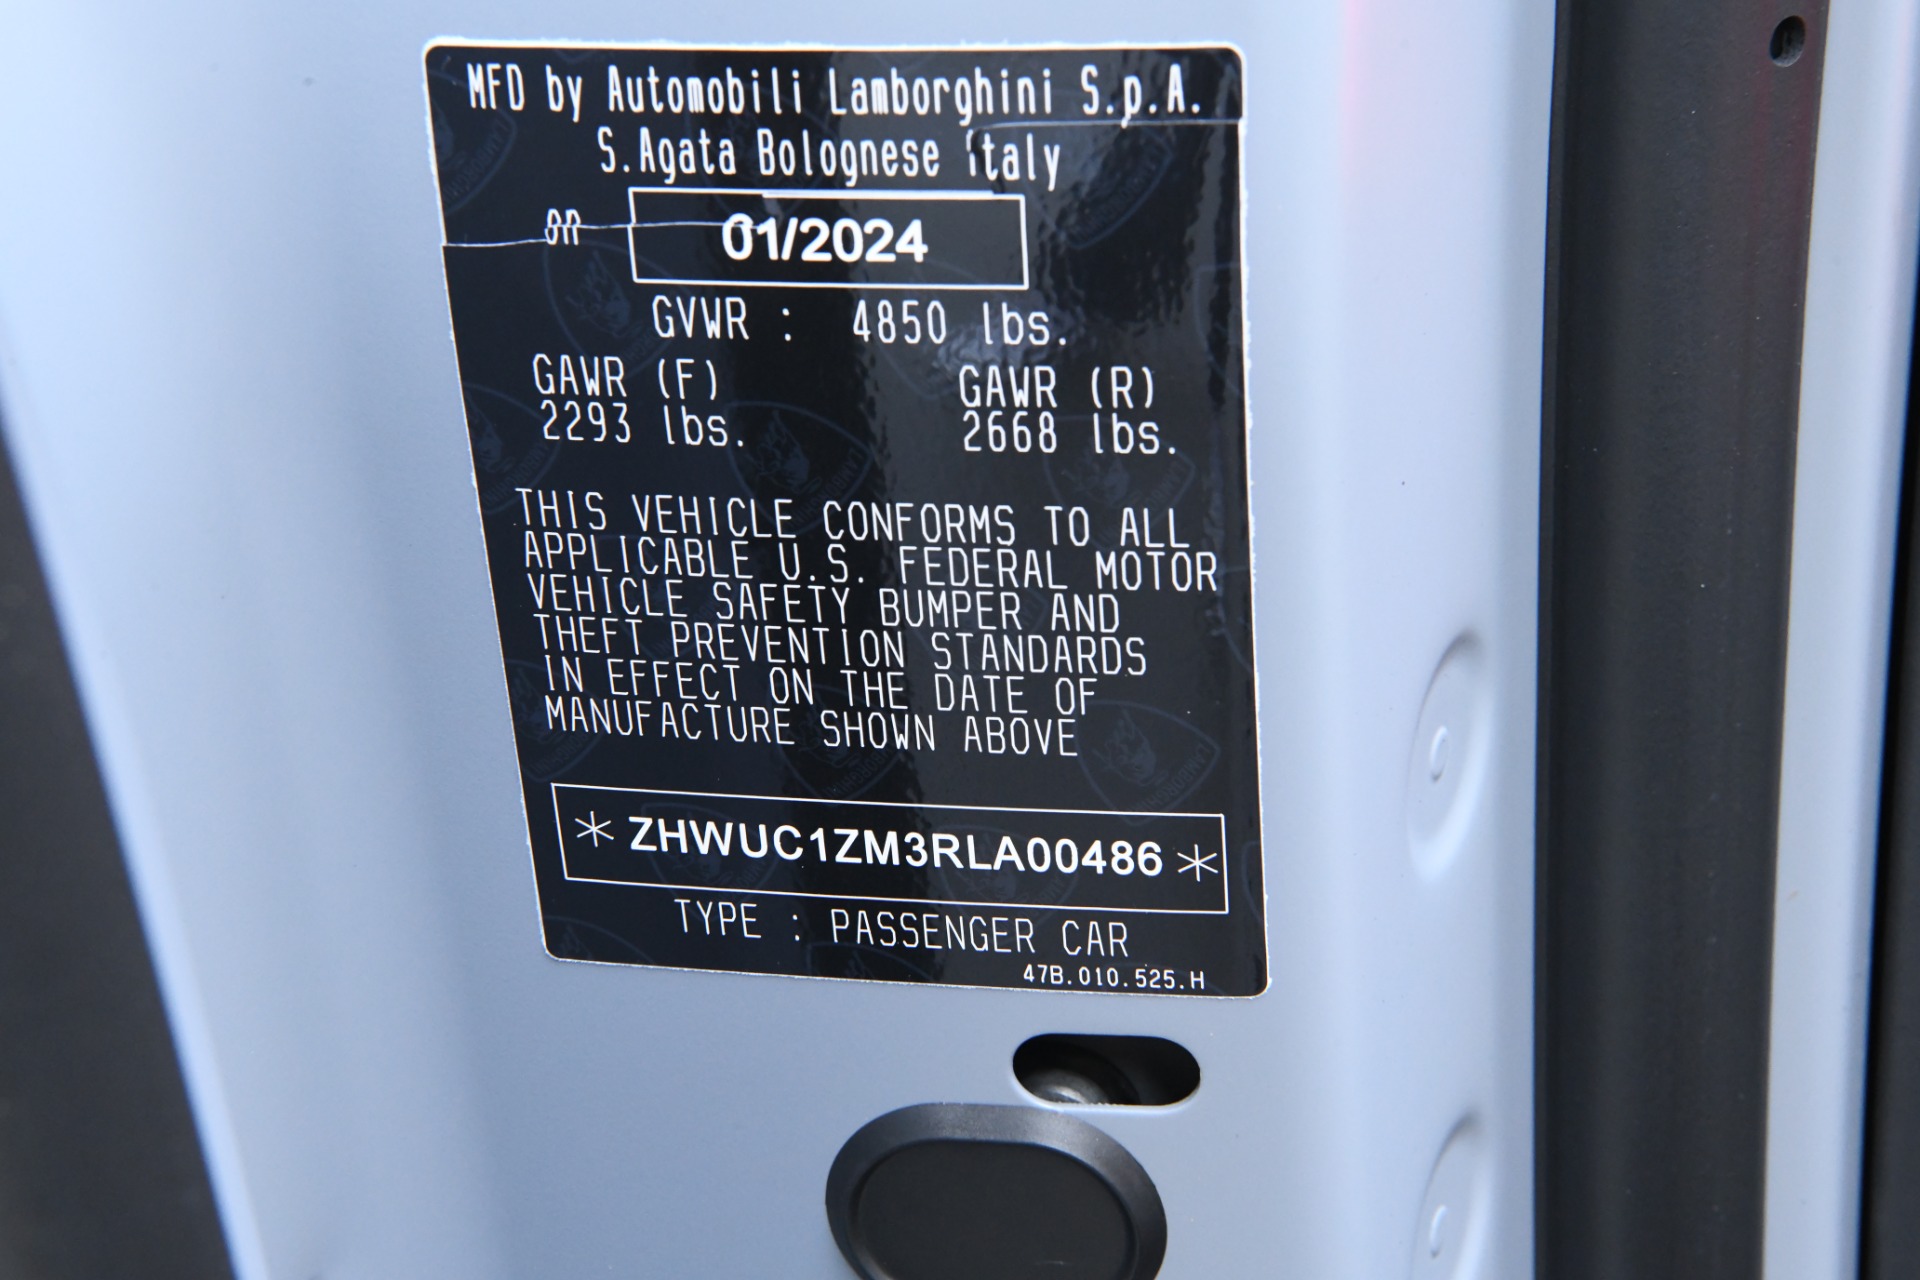 MFD by Automobili Lamborghini S.p.A.
S.Agata Bolognese italy
on 01/2024
GVWR : 4850 lbs.
GAWR (F) GAWR (R)
2293 lbs. 2668 lbs.
THIS VEHICLE CONFORMS TO ALL
APPLICABLE U.S. FEDERAL MOTOR
VEHICLE SAFETY BUMPER AND
THEFT PREVENTION STANDARDS
IN EFFECT ON THE DATE OF
MANUFACTURE SHOWN ABOVE
* ZHWUC1ZM3RLA00486 *
TYPE : PASSENGER CAR
47B.010.525.H